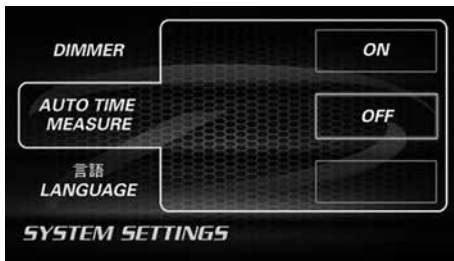 DIMMER
ON
AUTO TIME
MEASURE
OFF
言語
LANGUAGE
SYSTEM SETTINGS